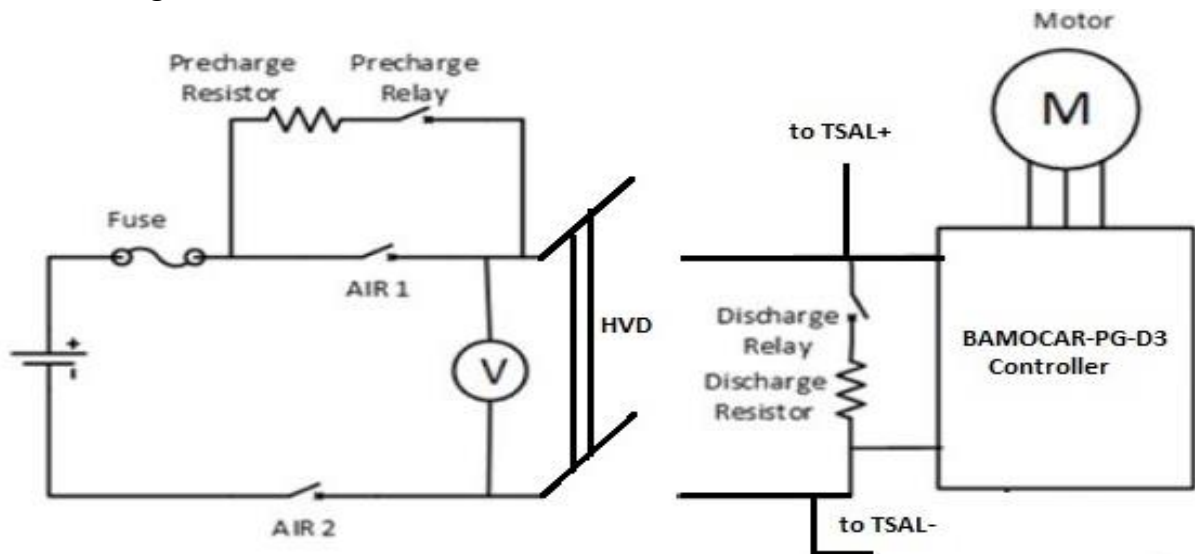 Motor
M
Precharge
Resistor
Precharge
Relay
to TSAL+
Fuse
AIR 1
HVD
+
-
V
Discharge
Relay
Discharge
Resistor
BAMOCAR-PG-D3
Controller
AIR 2
to TSAL-